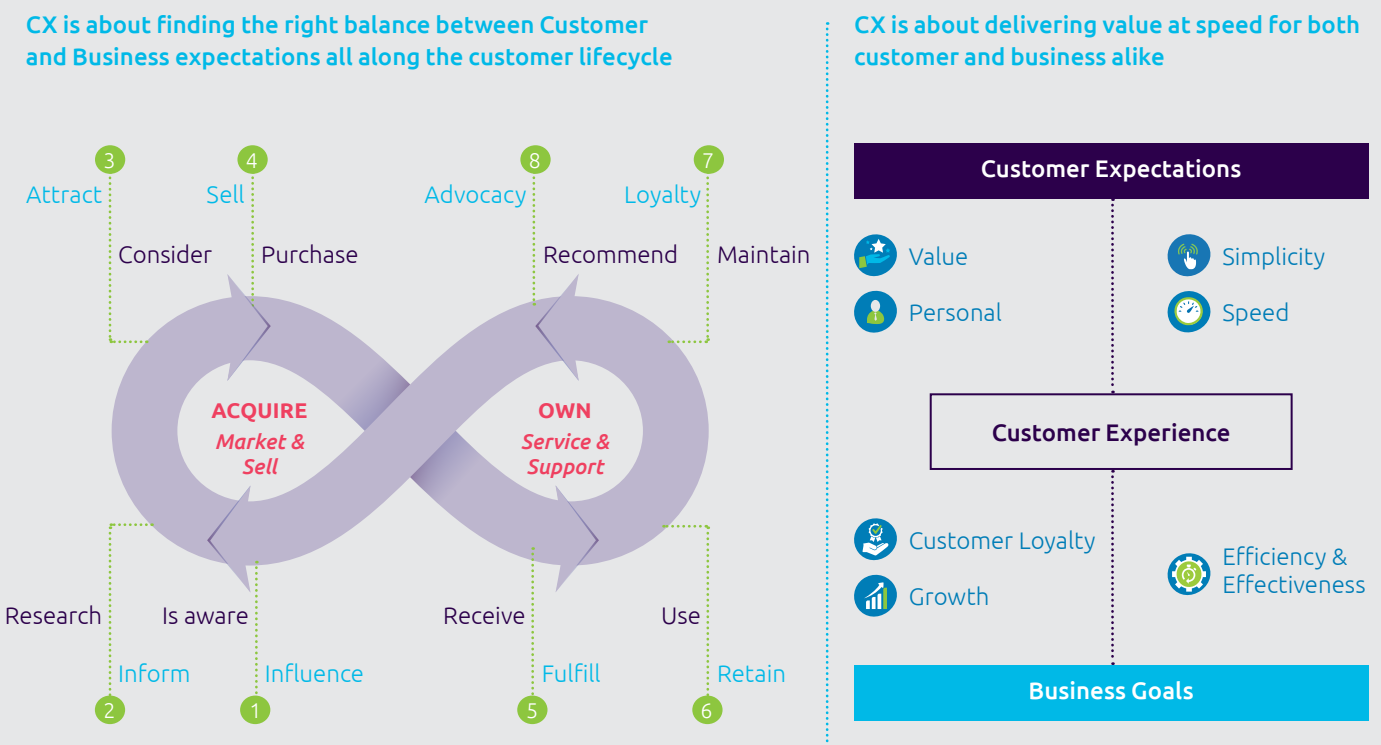 CX is about finding the right balance between Customer
and Business expectations all along the customer lifecycle
3
4
8
7
Attract
Sell
Advocacy
Loyalty
Consider
Purchase
Recommend
Maintain
ACQUIRE
Market &
Sell
OWN
Service &
Support
Research
Is aware
Receive
Use
Inform
Influence
Fulfill
Retain
2
1
5
6
CX is about delivering value at speed for both
customer and business alike
Customer Expectations
Value
Simplicity
Personal
Speed
Customer Experience
Customer Loyalty
Growth
Efficiency &
Effectiveness
Business Goals